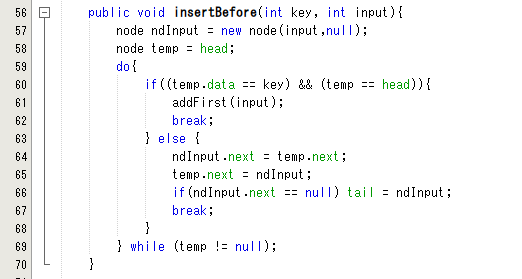 56 public void insertBefore(int key, int input){
57 node ndInput = new node(input,null);
58 node temp = head;
59 do{
60 if((temp.data == key) && (temp == head)){
61 addFirst(input);
62 break;
63 } else {
64 ndInput.next = temp.next;
65 temp.next = ndInput;
66 if(ndInput.next == null) tail = ndInput;
67 break;
68 }
69 } while (temp != null);
70 }